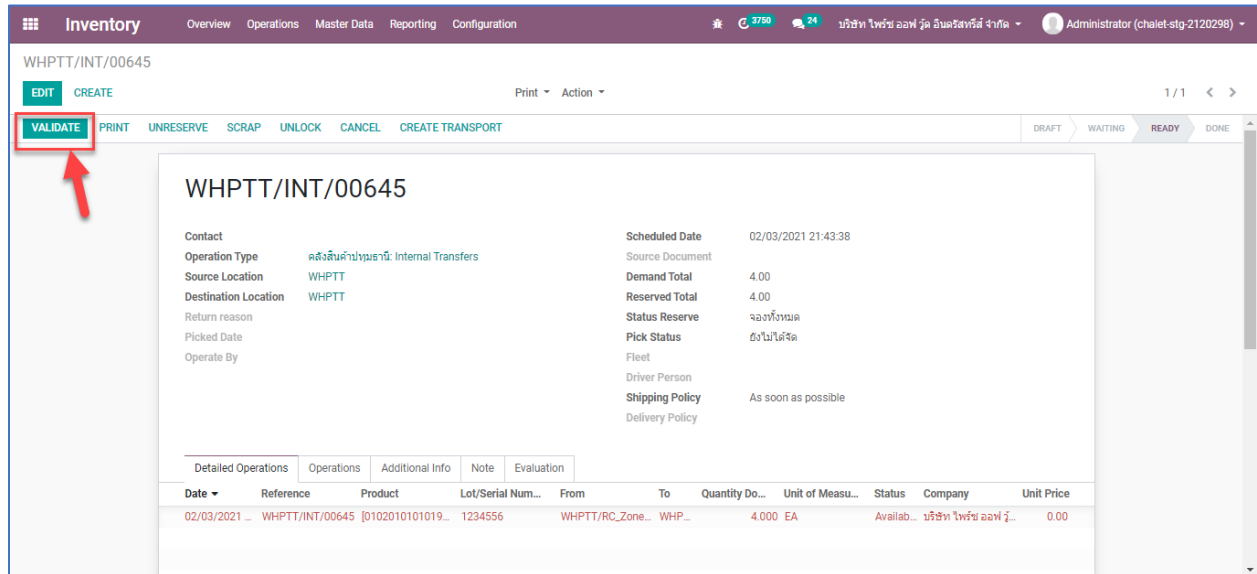 Inventory Overview Operations Master Data Reporting Configuration 3750 24 บริษัท ไพร์ซ ออฟ วู้ด อินดรัสทรีส์ จำกัด Administrator (chalet-stg-2120298)
WHPTT/INT/00645
EDIT CREATE Print Action 1 / 1
VALIDATE PRINT UNRESERVE SCRAP UNLOCK CANCEL CREATE TRANSPORT DRAFT WAITING READY DONE
WHPTT/INT/00645
Contact Scheduled Date 02/03/2021 21:43:38
Operation Type คลังสินค้าปทุมธานี: Internal Transfers Source Document
Source Location WHPTT Demand Total 4.00
Destination Location WHPTT Reserved Total 4.00
Return reason Status Reserve จองทั้งหมด
Picked Date Pick Status ยังไม่ได้จัด
Operate By Fleet
Driver Person
Shipping Policy As soon as possible
Delivery Policy
Detailed Operations Operations Additional Info Note Evaluation
Date Reference Product Lot/Serial Num... From To Quantity Do... Unit of Measu... Status Company Unit Price
02/03/2021 ... WHPTT/INT/00645 [0102010101019... 1234556 WHPTT/RC_Zone... WHP... 4.000 EA Availab... บริษัท ไพร์ซ ออฟ วู้... 0.00